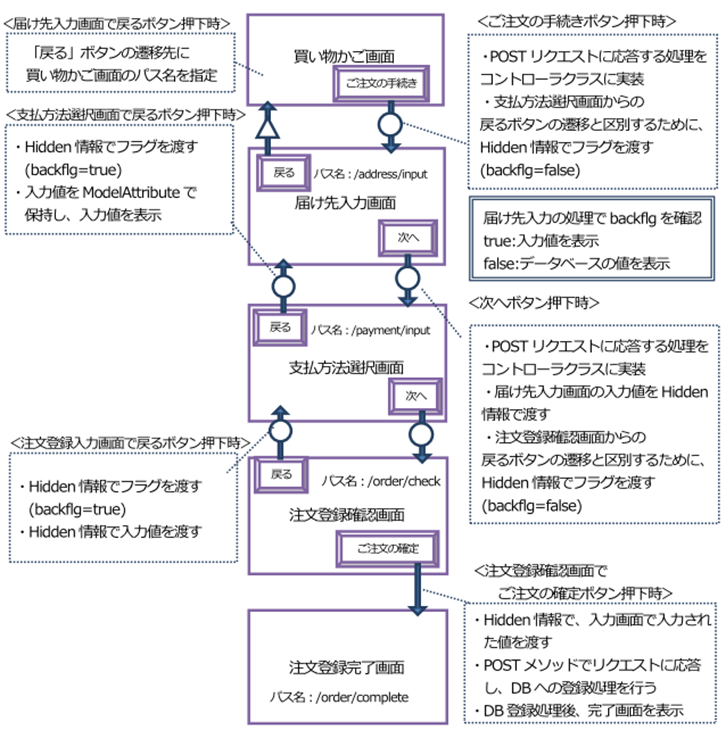 <届け先入力画面で戻るボタン押下時>
「戻る」ボタンの遷移先に
買い物かご画面のパス名を指定
買い物かご画面
ご注文の手続き
<ご注文の手続きボタン押下時>
・POST リクエストに応答する処理を
コントローラクラスに実装
・支払方法選択画面からの
戻るボタンの遷移と区別するために、
Hidden 情報でフラグを渡す
(backflg=false)
<支払方法選択画面で戻るボタン押下時>
・Hidden 情報でフラグを渡す
(backflg=true)
・入力値を ModelAttribute で
保持し、入力値を表示
戻る
パス名：/address/input
届け先入力画面
次へ
届け先入力の処理で backflg を確認
true:入力値を表示
false:データベースの値を表示
<次へボタン押下時>
・POST リクエストに応答する処理を
コントローラクラスに実装
・届け先入力画面の入力値を Hidden
情報で渡す
・注文登録確認画面からの
戻るボタンの遷移と区別するために、
Hidden 情報でフラグを渡す
(backflg=false)
戻る
パス名：/payment/input
支払方法選択画面
次へ
<注文登録入力画面で戻るボタン押下時>
・Hidden 情報でフラグを渡す
(backflg=true)
・Hidden 情報で入力値を渡す
戻る
パス名：/order/check
注文登録確認画面
ご注文の確定
<注文登録確認画面で
ご注文の確定ボタン押下時>
・Hidden 情報で、入力画面で入力され
た値を渡す
・POST メソッドでリクエストに応答
し、DB への登録処理を行う
・DB 登録処理後、完了画面を表示
注文登録完了画面
パス名：/order/complete